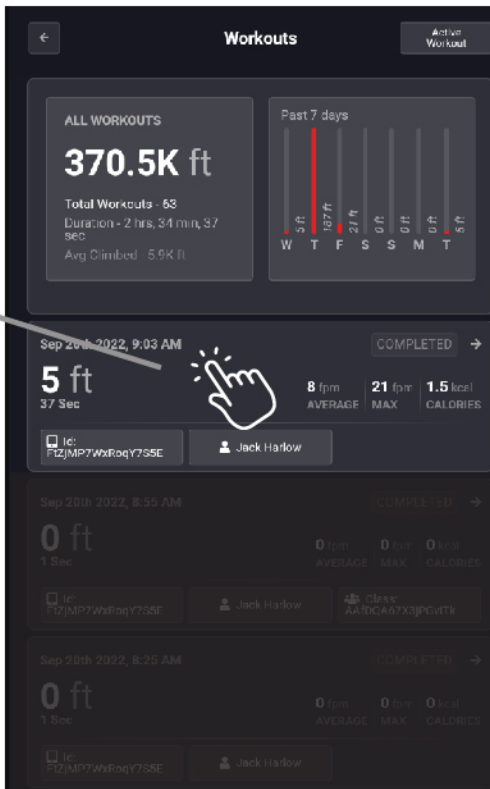 Workouts
Active
Workout
ALL WORKOUTS
370.5K ft
Total Workouts - 63
Duration - 2 hrs, 34 min, 37
sec
Avg Climbed - 5.9K ft
Past 7 days
5 ft
187 ft
21 ft
0 ft
0 ft
0 ft
5 ft
W T F S S M T
Sep 20th 2022, 9:03 AM
COMPLETED
5 ft
37 Sec
8 fpm
21 fpm
1.5 kcal
AVERAGE
MAX
CALORIES
Id:
FtZjMP7WxRoqY7S5E
Jack Harlow
Sep 20th 2022, 8:55 AM
COMPLETED
0 ft
1 Sec
0 fpm
0 fpm
0 kcal
AVERAGE
MAX
CALORIES
Id:
FtZjMP7WxRoqY7S5E
Jack Harlow
Class:
Sep 20th 2022, 8:25 AM
COMPLETED
0 ft
1 Sec
0 fpm
0 fpm
0 kcal
AVERAGE
MAX
CALORIES
Id:
FtZjMP7WxRoqY7S5E
Jack Harlow